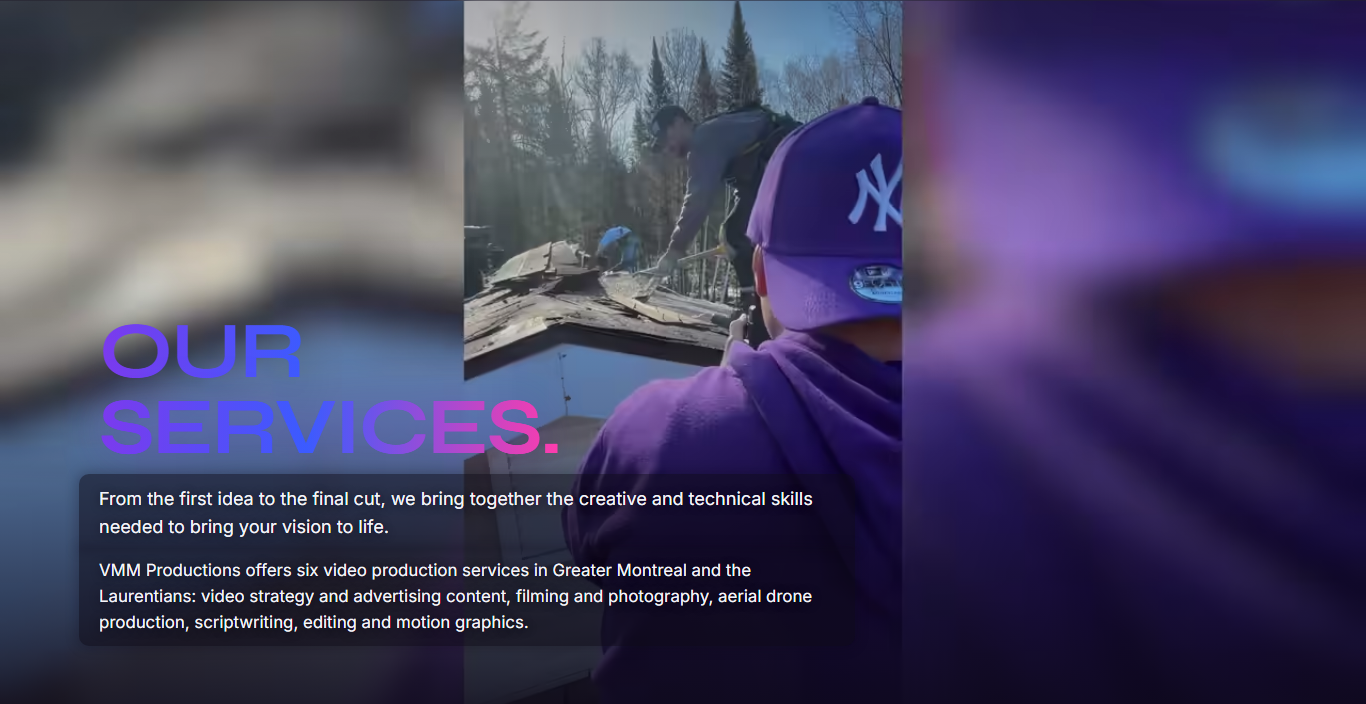 OUR
SERVICES.
From the first idea to the final cut, we bring together the creative and technical skills
needed to bring your vision to life.
VMM Productions offers six video production services in Greater Montreal and the
Laurentians: video strategy and advertising content, filming and photography, aerial drone
production, scriptwriting, editing and motion graphics.
NY